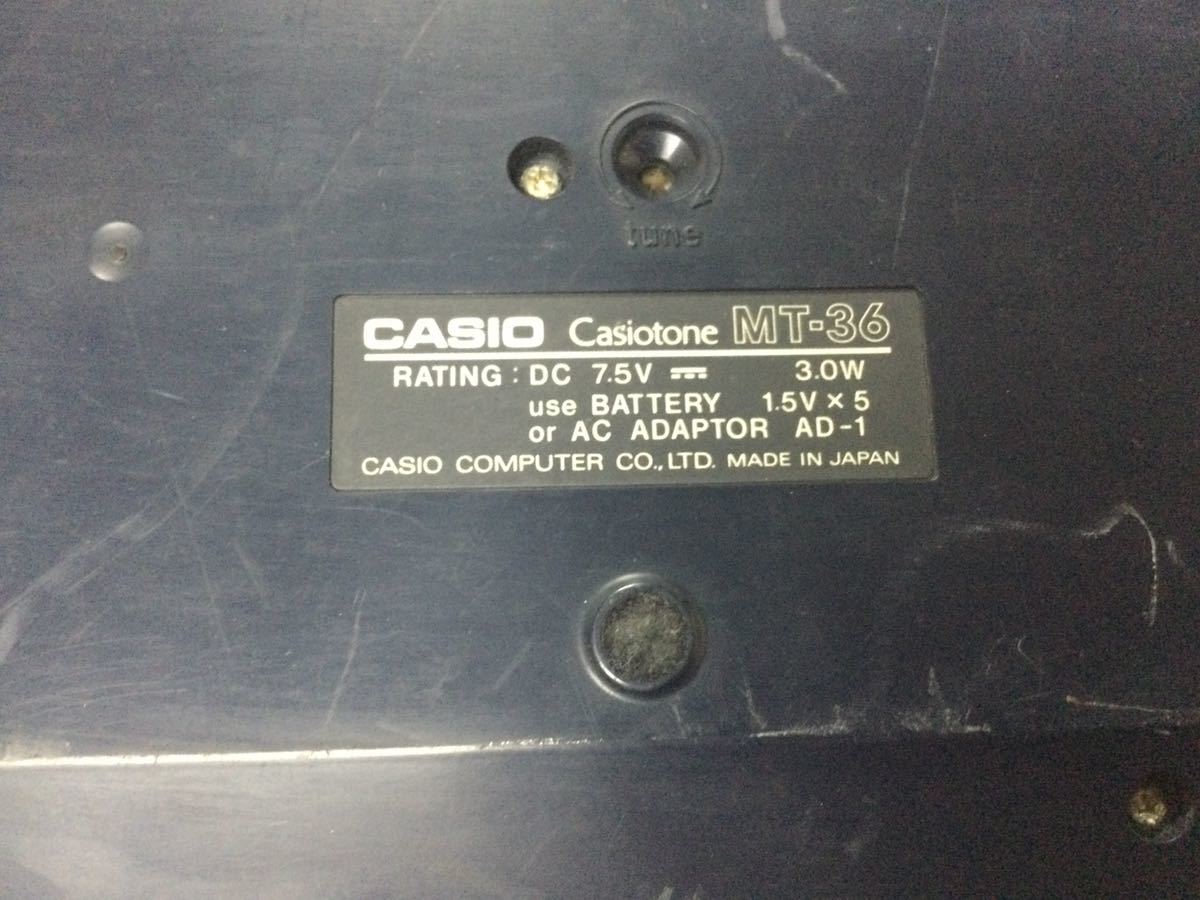 tune
CASIO Casiotone MT-36
RATING : DC 7.5V ⎓ 3.0W
use BATTERY 1.5V × 5
or AC ADAPTOR AD-1
CASIO COMPUTER CO., LTD. MADE IN JAPAN